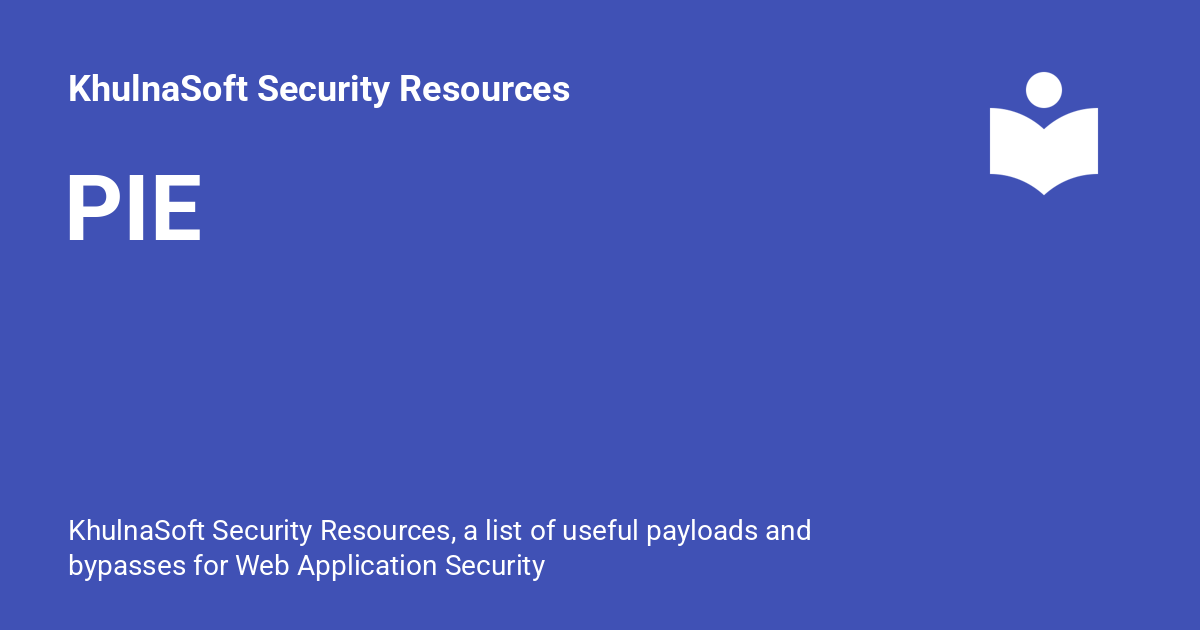 KhulnaSoft Security Resources
PIE
KhulnaSoft Security Resources, a list of useful payloads and
bypasses for Web Application Security